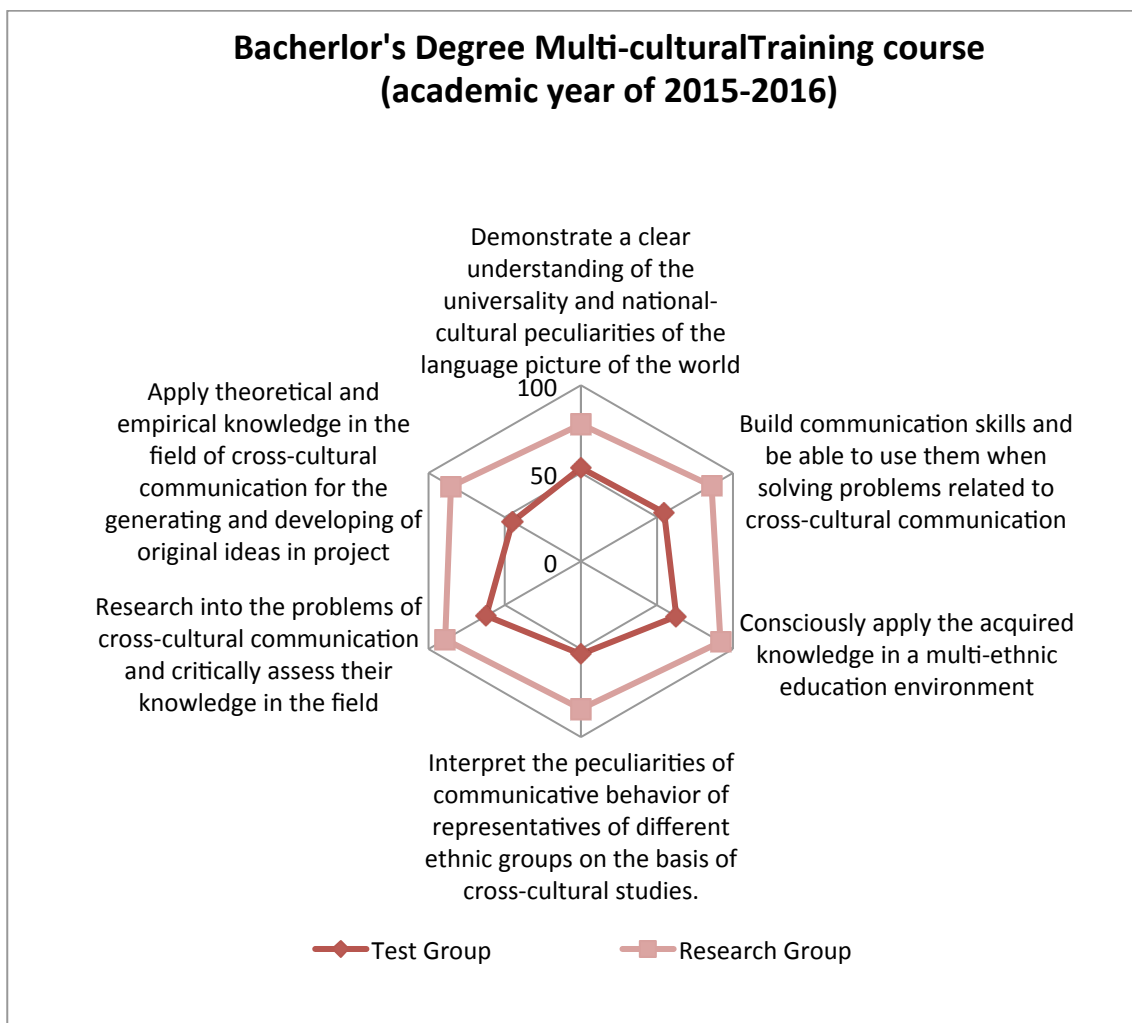 Bacherlor's Degree Multi-culturalTraining course
(academic year of 2015-2016)
Demonstrate a clear
understanding of the
universality and national-
cultural peculiarities of the
language picture of the world
Build communication skills and
be able to use them when
solving problems related to
cross-cultural communication
Consciously apply the acquired
knowledge in a multi-ethnic
education environment
Interpret the peculiarities of
communicative behavior of
representatives of different
ethnic groups on the basis of
cross-cultural studies.
Research into the problems of
cross-cultural communication
and critically assess their
knowledge in the field
Apply theoretical and
empirical knowledge in the
field of cross-cultural
communication for the
generating and developing of
original ideas in project
100
50
0
Test Group
Research Group